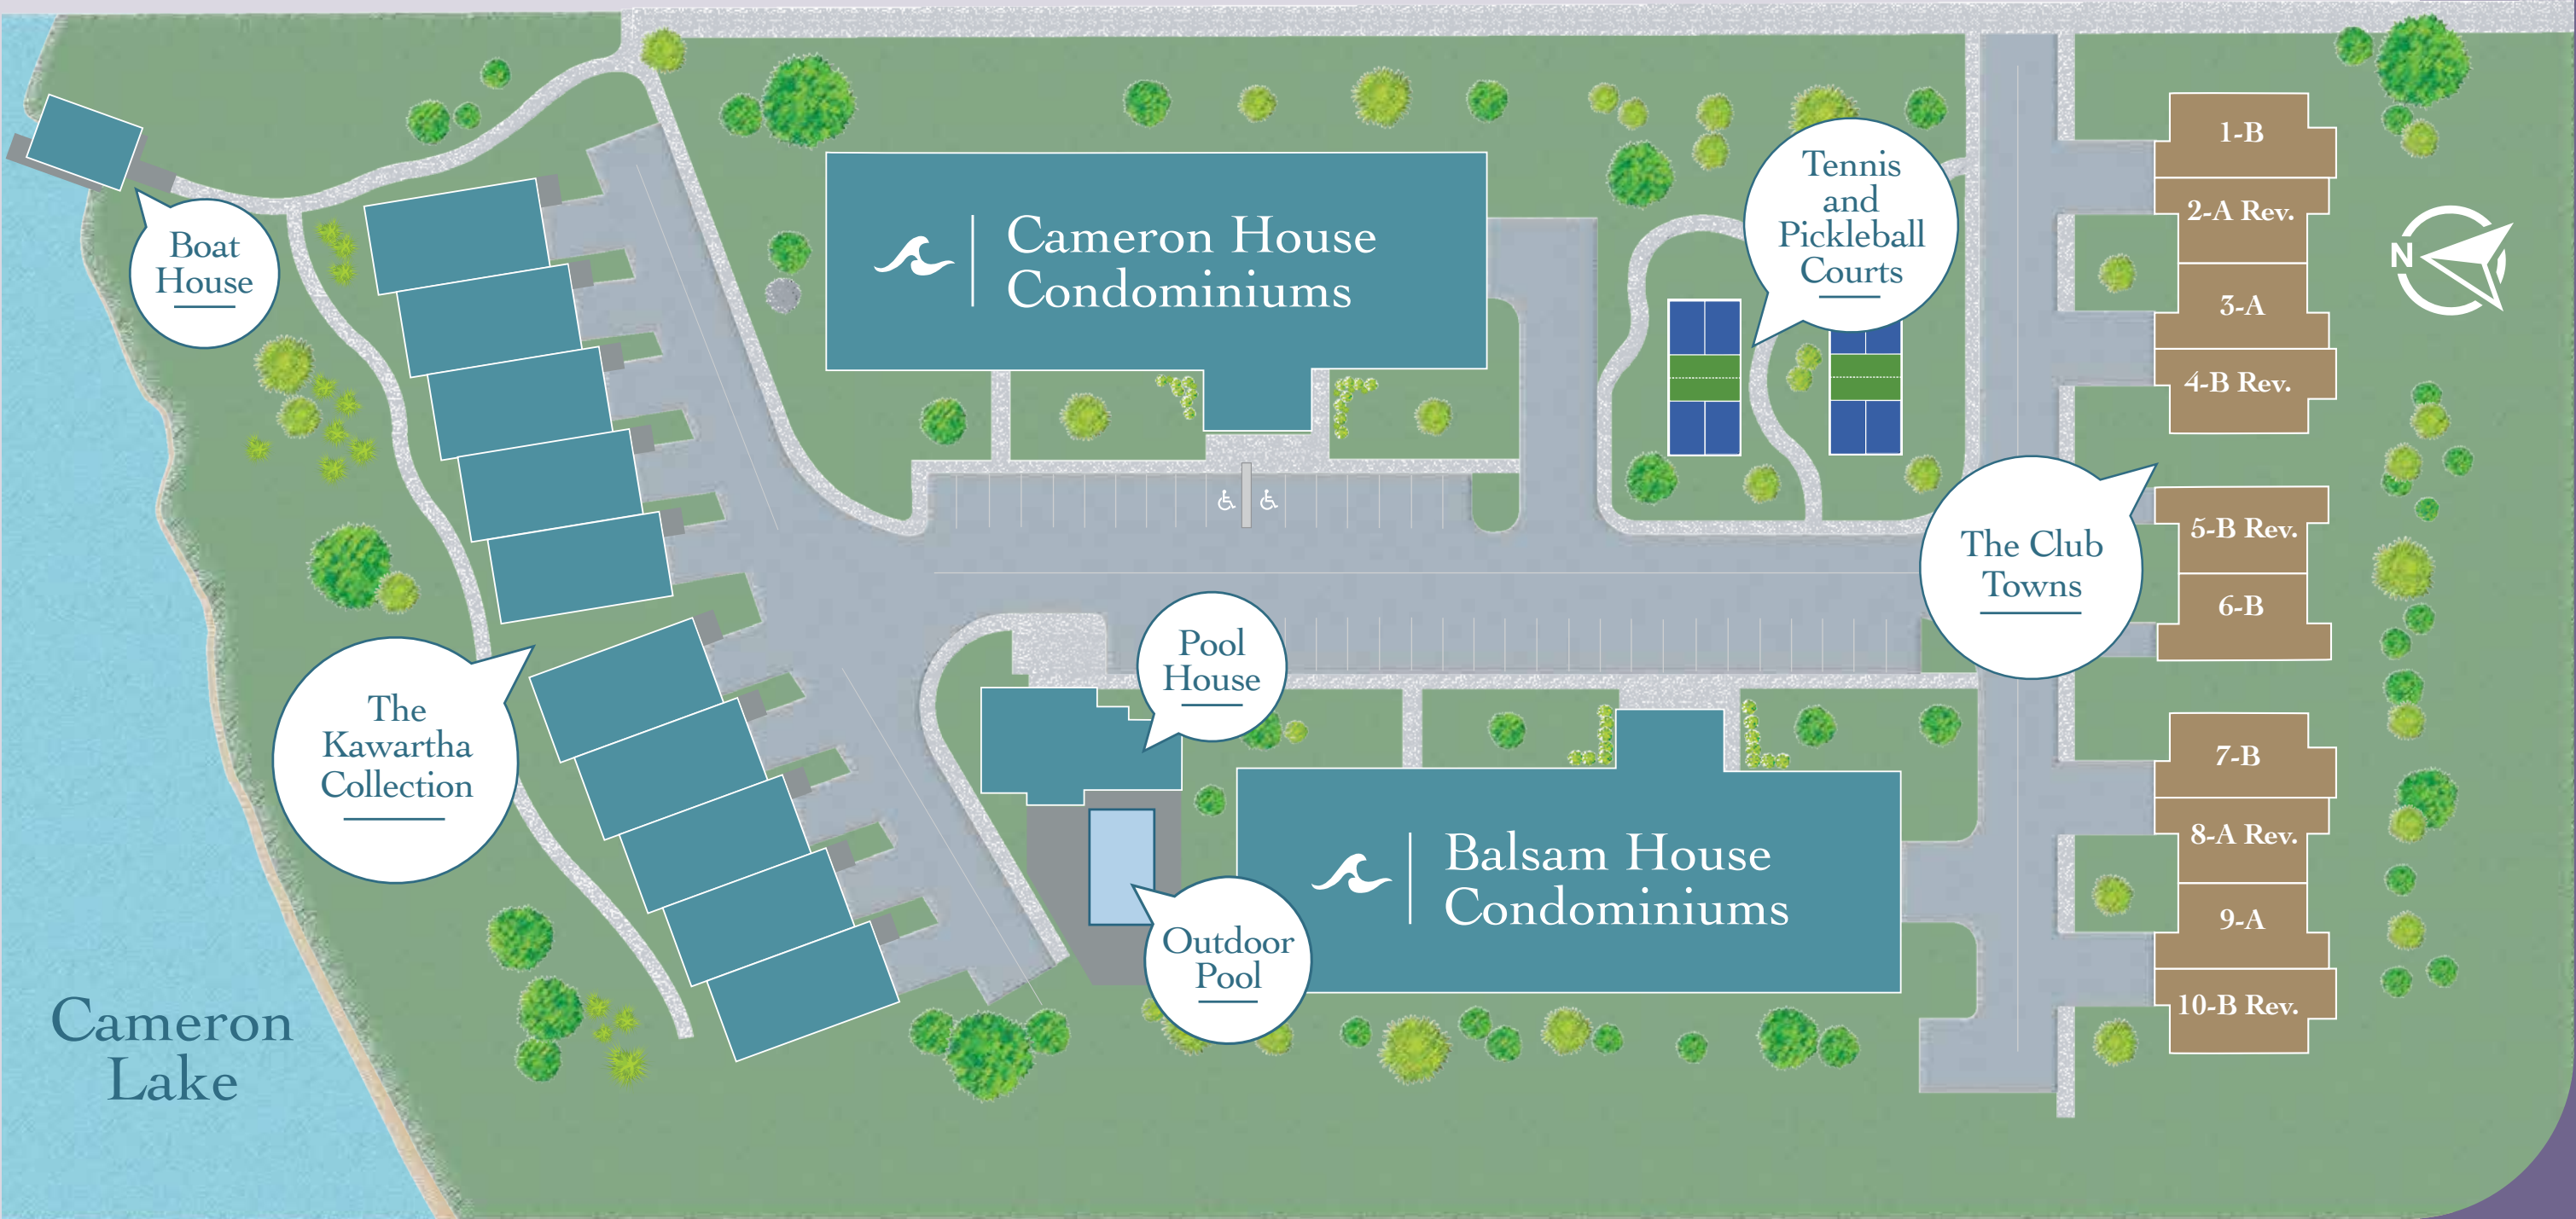 Boat
House
Cameron House
Condominiums
Tennis
and
Pickleball
Courts
1-B
2-A Rev.
3-A
4-B Rev.
N
The Club
Towns
5-B Rev.
6-B
The
Kawartha
Collection
Pool
House
7-B
8-A Rev.
9-A
10-B Rev.
Balsam House
Condominiums
Outdoor
Pool
Cameron
Lake